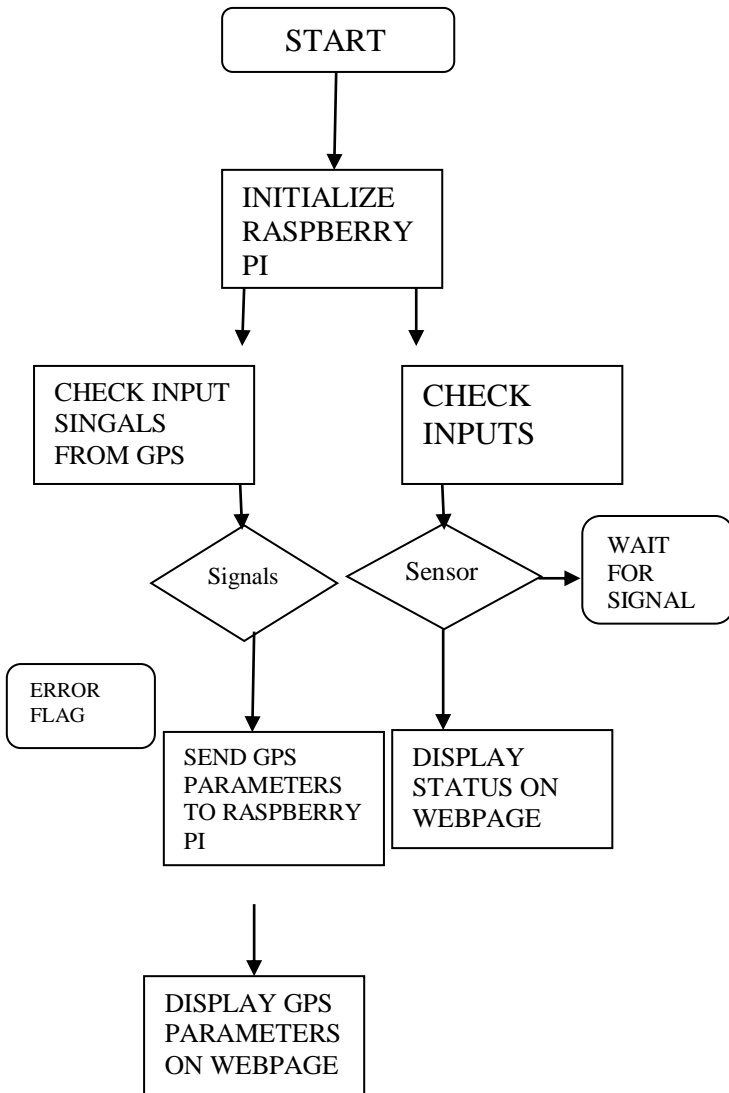 START
INITIALIZE
RASPBERRY
PI
CHECK INPUT
SINGALS
FROM GPS
CHECK
INPUTS
Signals
Sensor
WAIT
FOR
SIGNAL
ERROR
FLAG
SEND GPS
PARAMETERS
TO RASPBERRY
PI
DISPLAY
STATUS ON
WEBPAGE
DISPLAY GPS
PARAMETERS
ON WEBPAGE